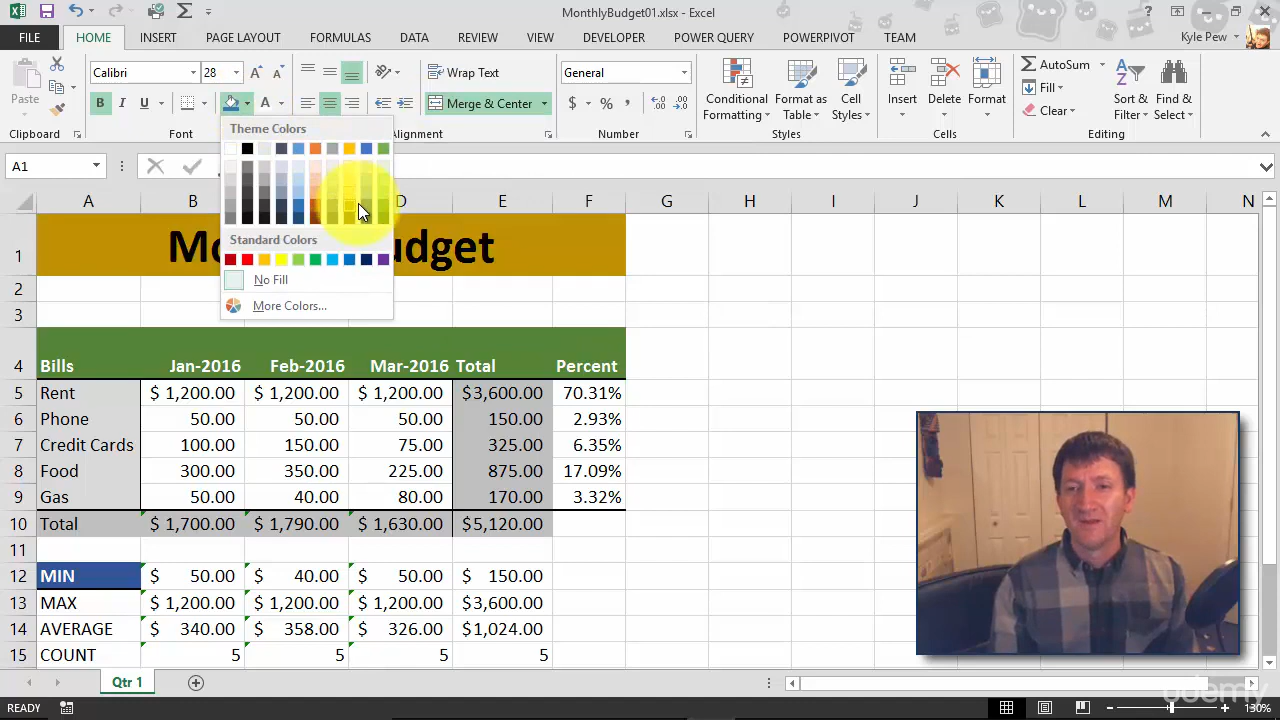 MonthlyBudget01.xlsx - Excel
FILE HOME INSERT PAGE LAYOUT FORMULAS DATA REVIEW VIEW DEVELOPER POWER QUERY POWERPIVOT TEAM Kyle Pew
Calibri 28 Wrap Text General AutoSum
Paste B I U A Merge & Center $ % , Conditional Formatting Format as Table Cell Styles Insert Delete Format Fill Clear Sort & Filter Find & Select
Clipboard Font Alignment Number Styles Cells Editing
A1
Theme Colors
Standard Colors
No Fill
More Colors...
A B D E F G H I J K L M N
1 Mo udget
2
3
4 Bills Jan-2016 Feb-2016 Mar-2016 Total Percent
5 Rent $ 1,200.00 $ 1,200.00 $ 1,200.00 $3,600.00 70.31%
6 Phone 50.00 50.00 50.00 150.00 2.93%
7 Credit Cards 100.00 150.00 75.00 325.00 6.35%
8 Food 300.00 350.00 225.00 875.00 17.09%
9 Gas 50.00 40.00 80.00 170.00 3.32%
10 Total $ 1,700.00 $ 1,790.00 $ 1,630.00 $5,120.00
11
12 MIN $ 50.00 $ 40.00 $ 50.00 $ 150.00
13 MAX $ 1,200.00 $ 1,200.00 $ 1,200.00 $3,600.00
14 AVERAGE $ 340.00 $ 358.00 $ 326.00 $1,024.00
15 COUNT 5 5 5 5
Qtr 1
udemy
READY 130%